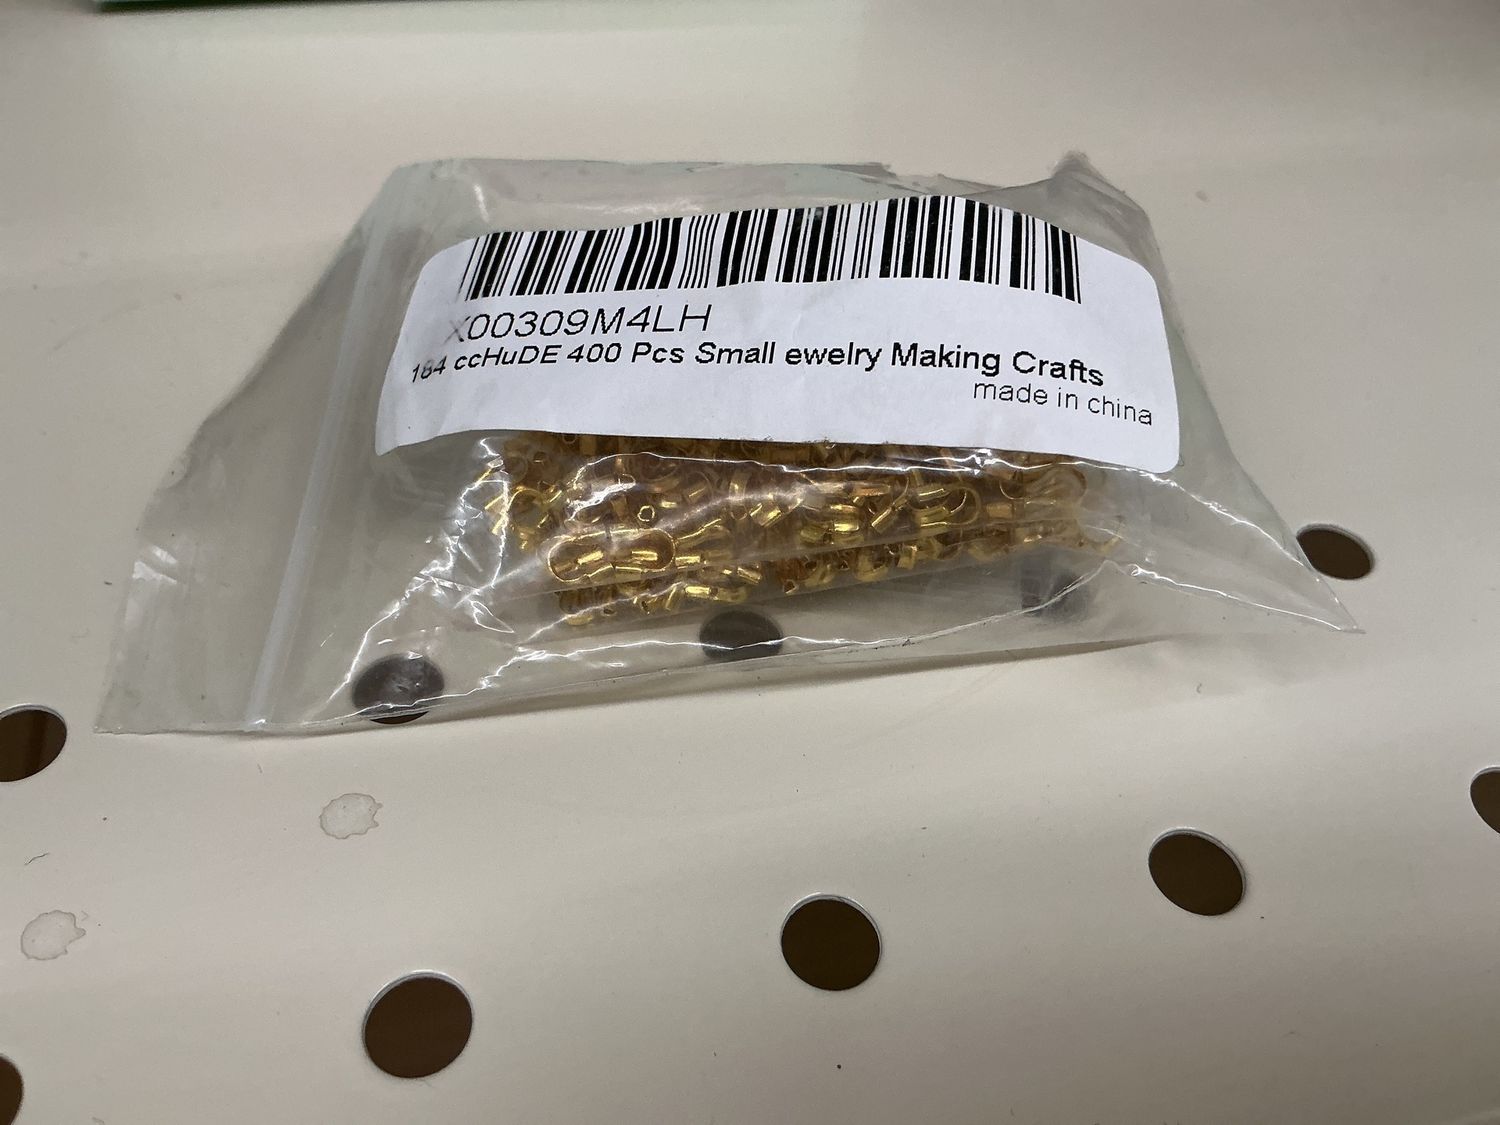 X00309M4LH
184 ccHuDE 400 Pcs Small ewelry Making Crafts
made in china